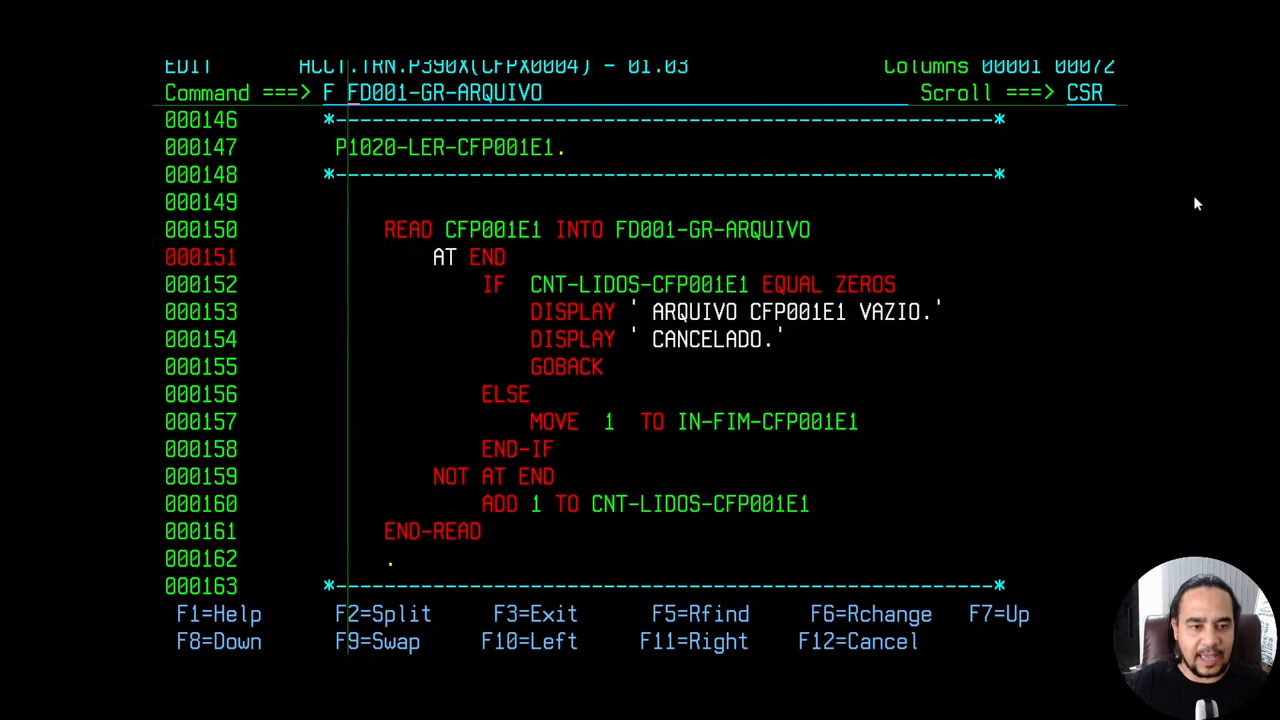 EDIT ACCT.TRN.P390X(CFPX0004) - 01.03 Columns 00001 00072
Command ===> F FD001-GR-ARQUIVO Scroll ===> CSR
000146 *-------------------------------------------------------*
000147 P1020-LER-CFP001E1.
000148 *-------------------------------------------------------*
000149
000150 READ CFP001E1 INTO FD001-GR-ARQUIVO
000151 AT END
000152 IF CNT-LIDOS-CFP001E1 EQUAL ZEROS
000153 DISPLAY ' ARQUIVO CFP001E1 VAZIO.'
000154 DISPLAY ' CANCELADO.'
000155 GOBACK
000156 ELSE
000157 MOVE 1 TO IN-FIM-CFP001E1
000158 END-IF
000159 NOT AT END
000160 ADD 1 TO CNT-LIDOS-CFP001E1
000161 END-READ
000162 .
000163 *-------------------------------------------------------*
F1=Help F2=Split F3=Exit F5=Rfind F6=Rchange F7=Up
F8=Down F9=Swap F10=Left F11=Right F12=Cancel